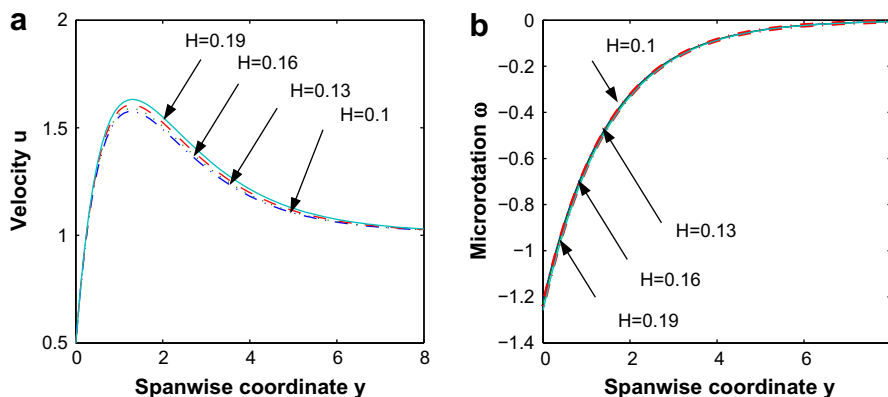 a
2
1.5
1
0.5
0
2
4
6
8
Velocity u
Spanwise coordinate y
H=0.19
H=0.16
H=0.13
H=0.1
b
0
−0.2
−0.4
−0.6
−0.8
−1
−1.2
−1.4
0
2
4
6
Microrotation ω
Spanwise coordinate y
H=0.1
H=0.13
H=0.16
H=0.19